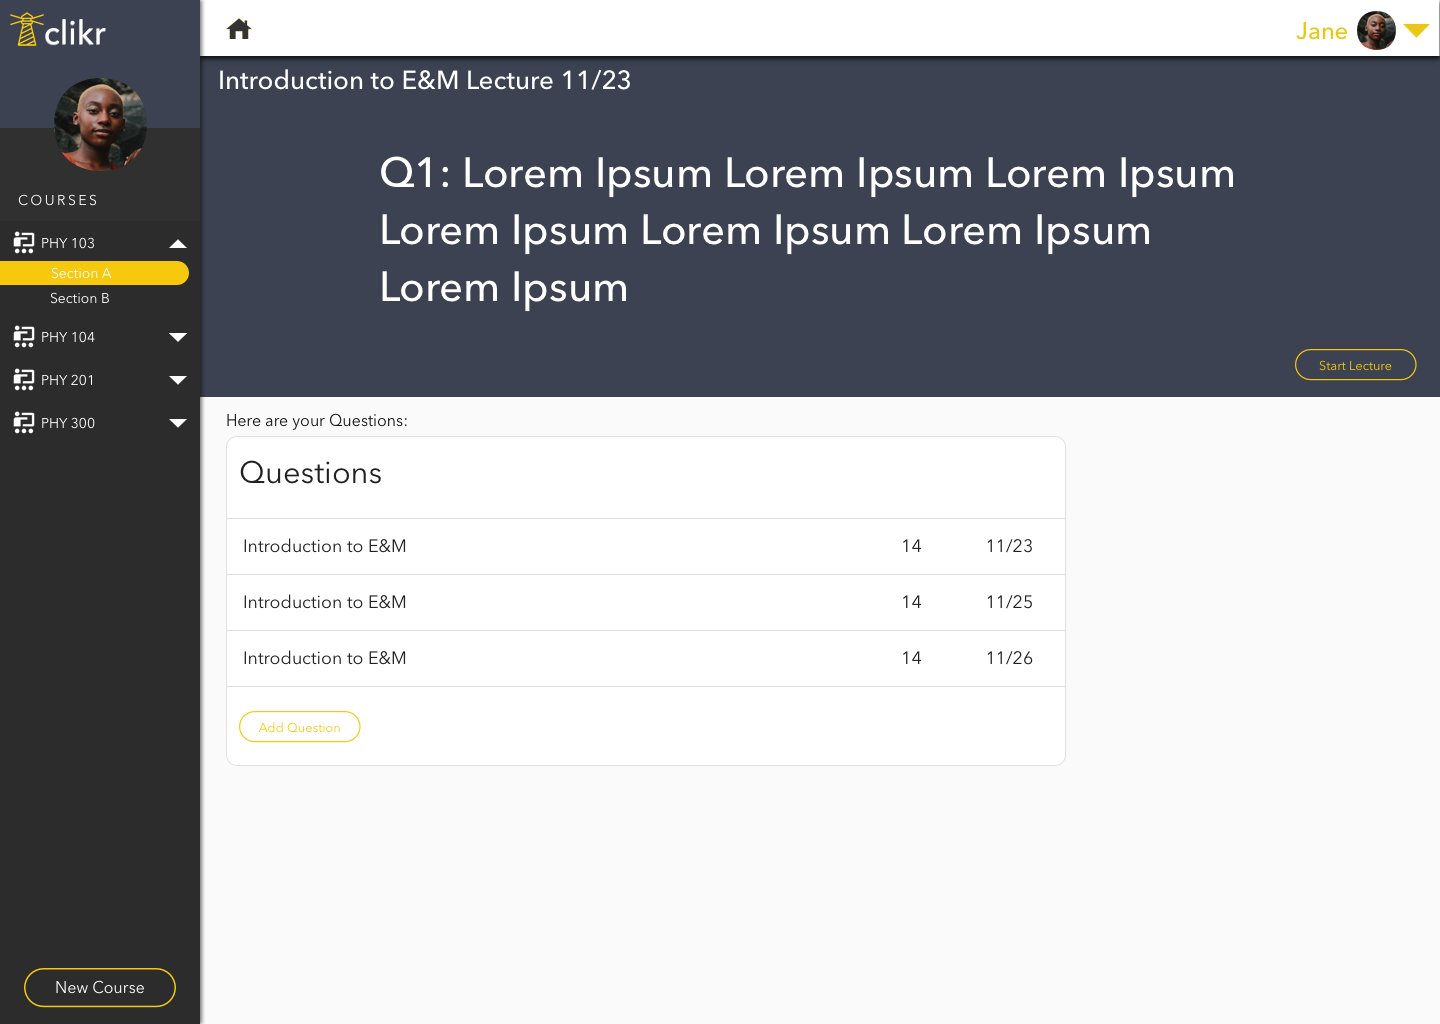 clikr
Jane
COURSES
PHY 103
Section A
Section B
PHY 104
PHY 201
PHY 300
New Course
Introduction to E&M Lecture 11/23
Q1: Lorem Ipsum Lorem Ipsum Lorem Ipsum
Lorem Ipsum Lorem Ipsum Lorem Ipsum
Lorem Ipsum
Start Lecture
Here are your Questions:
Questions
Introduction to E&M 14 11/23
Introduction to E&M 14 11/25
Introduction to E&M 14 11/26
Add Question